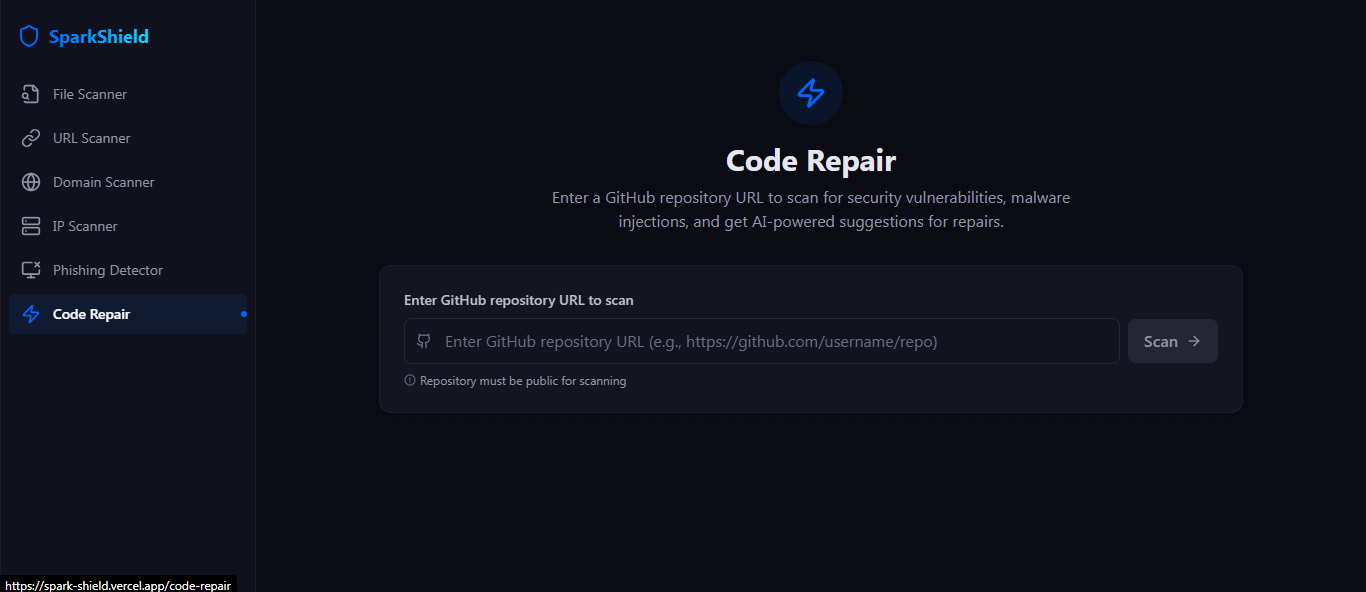 SparkShield
File Scanner
URL Scanner
Domain Scanner
IP Scanner
Phishing Detector
Code Repair
Code Repair
Enter a GitHub repository URL to scan for security vulnerabilities, malware
injections, and get AI-powered suggestions for repairs.
Enter GitHub repository URL to scan
Enter GitHub repository URL (e.g., https://github.com/username/repo)
Scan
Repository must be public for scanning
https://spark-shield.vercel.app/code-repair